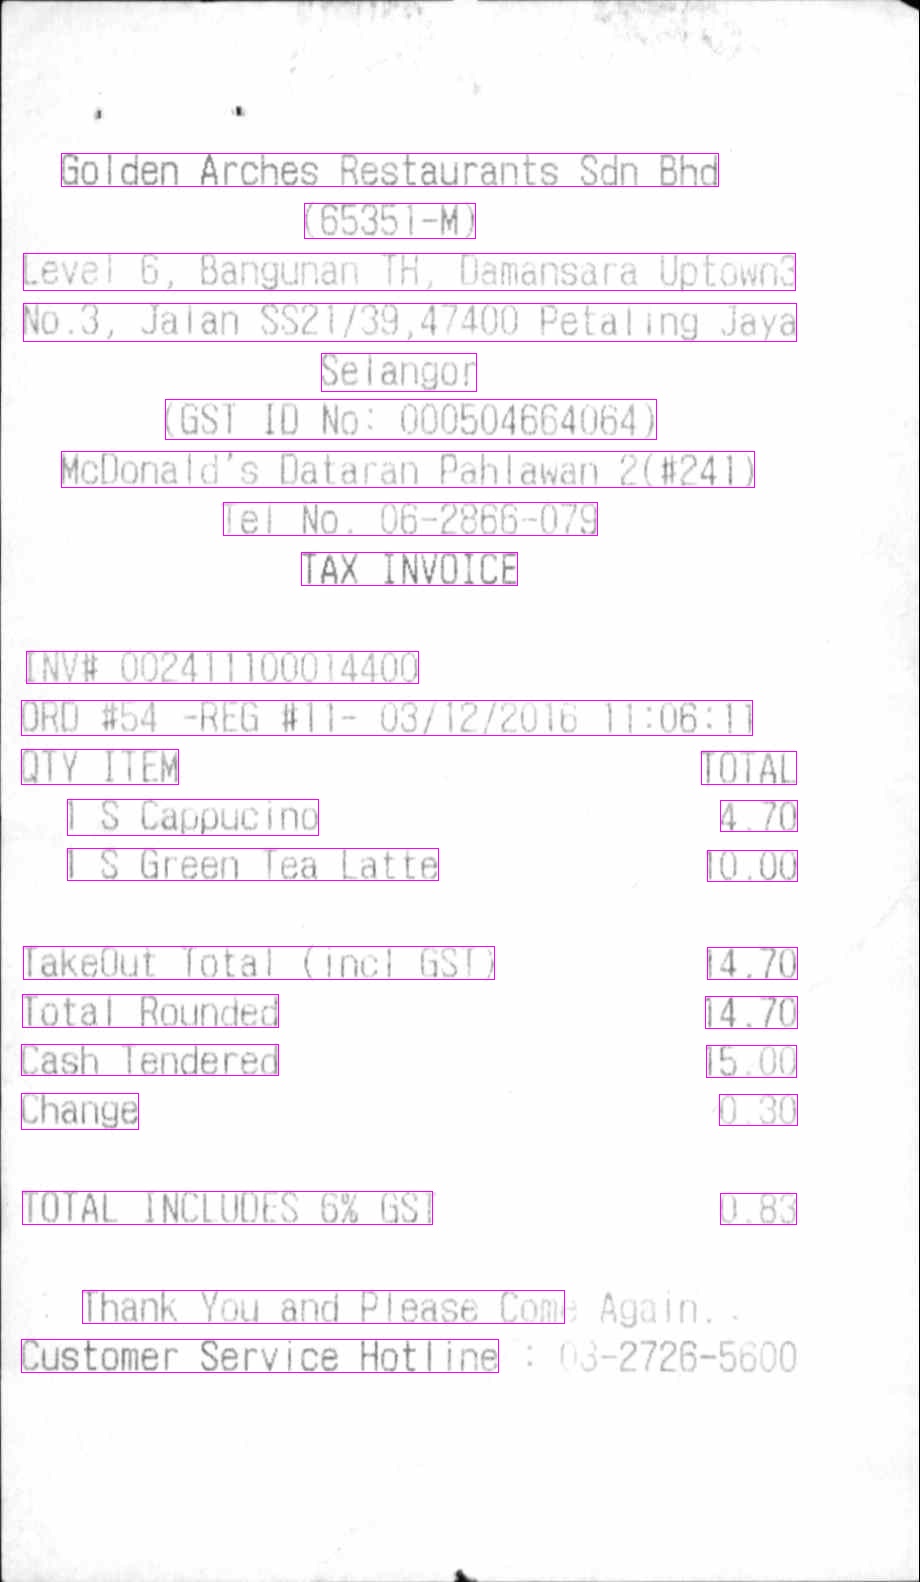 Golden Arches Restaurants Sdn Bhd
(65351-M)
Level 6, Bangunan TH, Damansara Uptown3
No.3, Jalan SS21/39,47400 Petaling Jaya
Selangor
(GST ID No: 000504664064)
McDonald's Dataran Pahlawan 2(#241)
Tel No. 06-2866-079
TAX INVOICE
INV# 002411100014400
ORD #54 -REG #11- 03/12/2016 11:06:11
QTY ITEM TOTAL
1 S Cappucino 4.70
1 S Green Tea Latte 10.00
TakeOut Total (incl GST) 14.70
Total Rounded 14.70
Cash Tendered 15.00
Change 0.30
TOTAL INCLUDES 6% GST 0.83
Thank You and Please Come Again.
Customer Service Hotline : 03-2726-5600